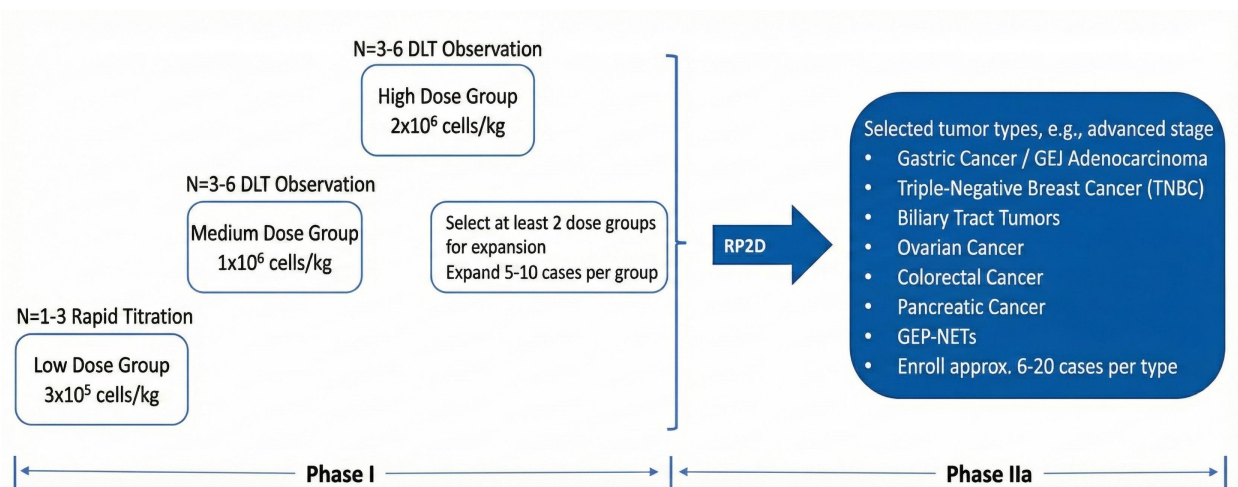 N=3-6 DLT Observation
High Dose Group
2x10⁶ cells/kg
N=3-6 DLT Observation
Medium Dose Group
1x10⁶ cells/kg
Select at least 2 dose groups
for expansion
Expand 5-10 cases per group
N=1-3 Rapid Titration
Low Dose Group
3x10⁵ cells/kg
RP2D
Selected tumor types, e.g., advanced stage
• Gastric Cancer / GEJ Adenocarcinoma
• Triple-Negative Breast Cancer (TNBC)
• Biliary Tract Tumors
• Ovarian Cancer
• Colorectal Cancer
• Pancreatic Cancer
• GEP-NETs
• Enroll approx. 6-20 cases per type
Phase I
Phase IIa